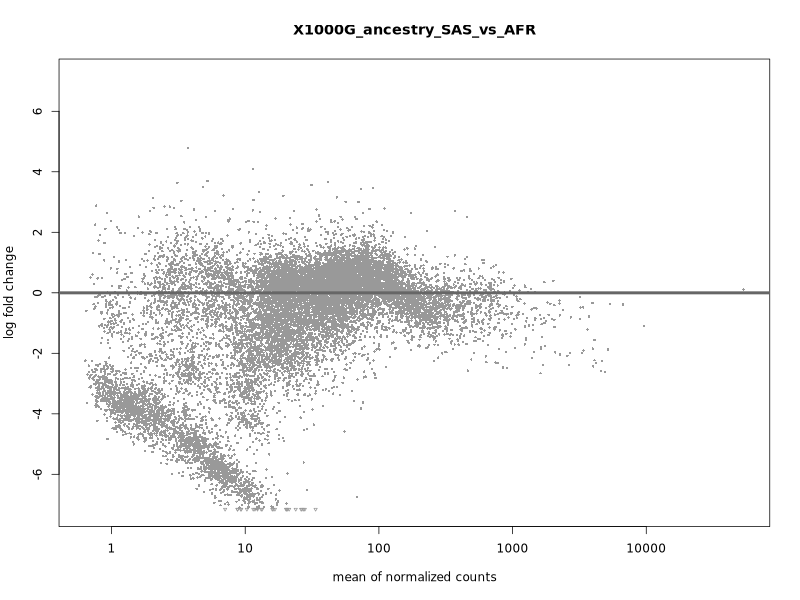 X1000G_ancestry_SAS_vs_AFR
6
4
2
0
-2
-4
-6
log fold change
1 10 100 1000 10000
mean of normalized counts